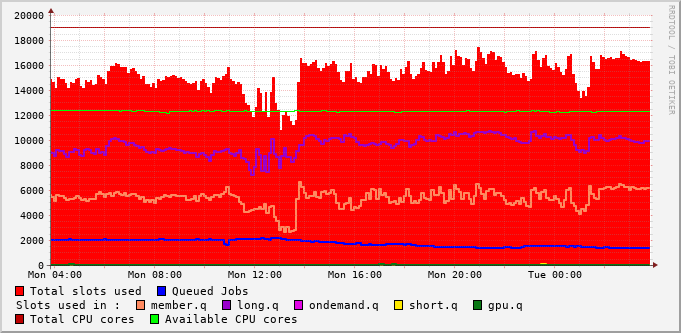 20000
18000
16000
14000
12000
10000
8000
6000
4000
2000
0
Mon 04:00 Mon 08:00 Mon 12:00 Mon 16:00 Mon 20:00 Tue 00:00
Total slots used Queued Jobs
Slots used in : member.q long.q ondemand.q short.q gpu.q
Total CPU cores Available CPU cores
RRDTOOL / TOBI OETIKER